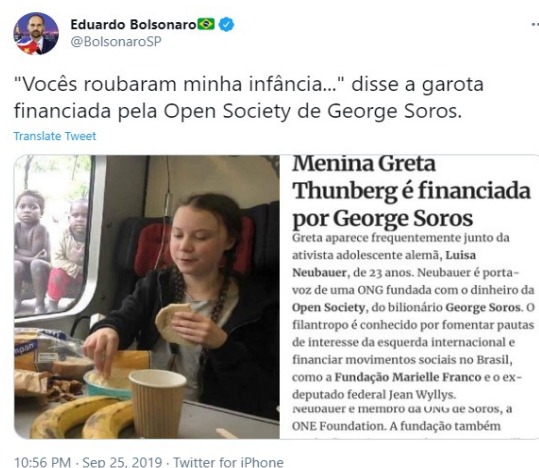 Eduardo Bolsonaro🇧🇷
@BolsonaroSP
"Vocês roubaram minha infância..." disse a garota
financiada pela Open Society de George Soros.
Translate Tweet
Menina Greta
Thunberg é financiada
por George Soros
Greta aparece frequentemente junto da
ativista adolescente alemã, Luisa
Neubauer, de 23 anos. Neubauer é porta-
voz de uma ONG fundada com o dinheiro da
Open Society, do bilionário George Soros. O
filantropo é conhecido por fomentar pautas
de interesse da esquerda internacional e
financiar movimentos sociais no Brasil,
como a Fundação Marielle Franco e o ex-
deputado federal Jean Wyllys.
Neubauer é membro da ONG de Soros, a
ONE Foundation. A fundação também
10:56 PM · Sep 25, 2019 · Twitter for iPhone